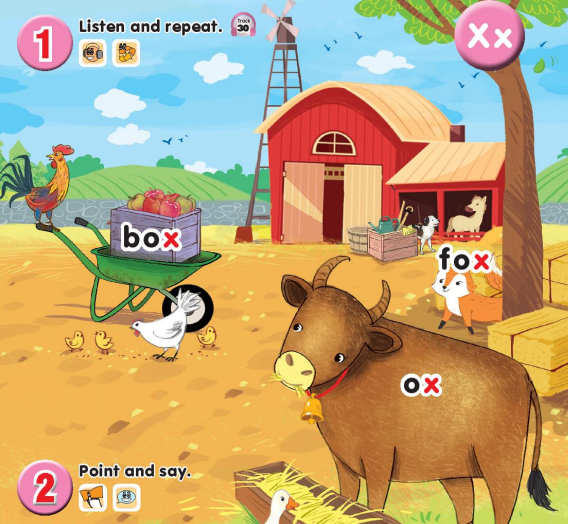 1 Listen and repeat. Track 30
Xx
box
fox
ox
2 Point and say.